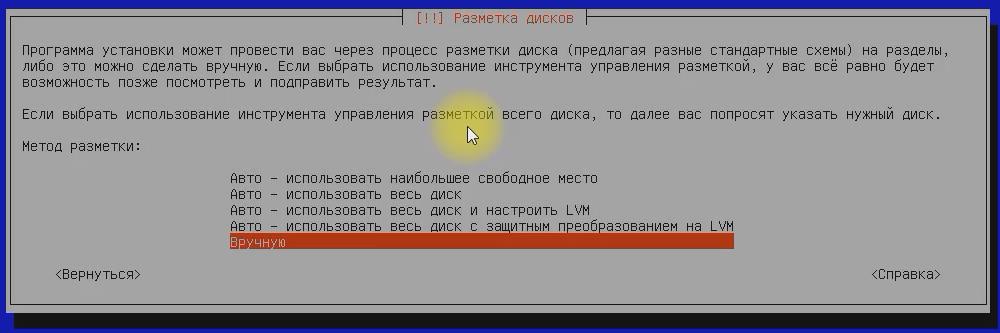 [!!] Разметка дисков
Программа установки может провести вас через процесс разметки диска (предлагая разные стандартные схемы) на разделы,
либо это можно сделать вручную. Если выбрать использование инструмента управления разметкой, у вас всё равно будет
возможность позже посмотреть и подправить результат.
Если выбрать использование инструмента управления разметкой всего диска, то далее вас попросят указать нужный диск.
Метод разметки:
Авто - использовать наибольшее свободное место
Авто - использовать весь диск
Авто - использовать весь диск и настроить LVM
Авто - использовать весь диск с защитным преобразованием на LVM
Вручную
<Вернуться> <Справка>